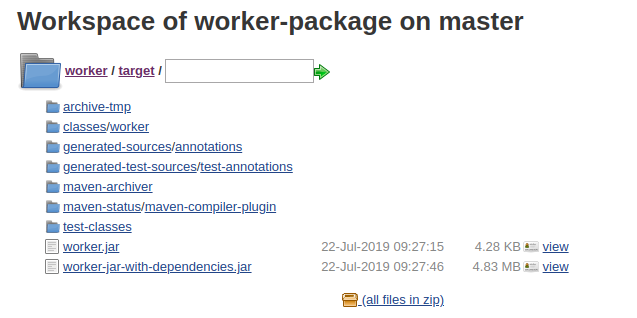 Workspace of worker-package on master
worker / target /
archive-tmp
classes/worker
generated-sources/annotations
generated-test-sources/test-annotations
maven-archiver
maven-status/maven-compiler-plugin
test-classes
worker.jar 22-Jul-2019 09:27:15 4.28 KB view
worker-jar-with-dependencies.jar 22-Jul-2019 09:27:46 4.83 MB view
(all files in zip)